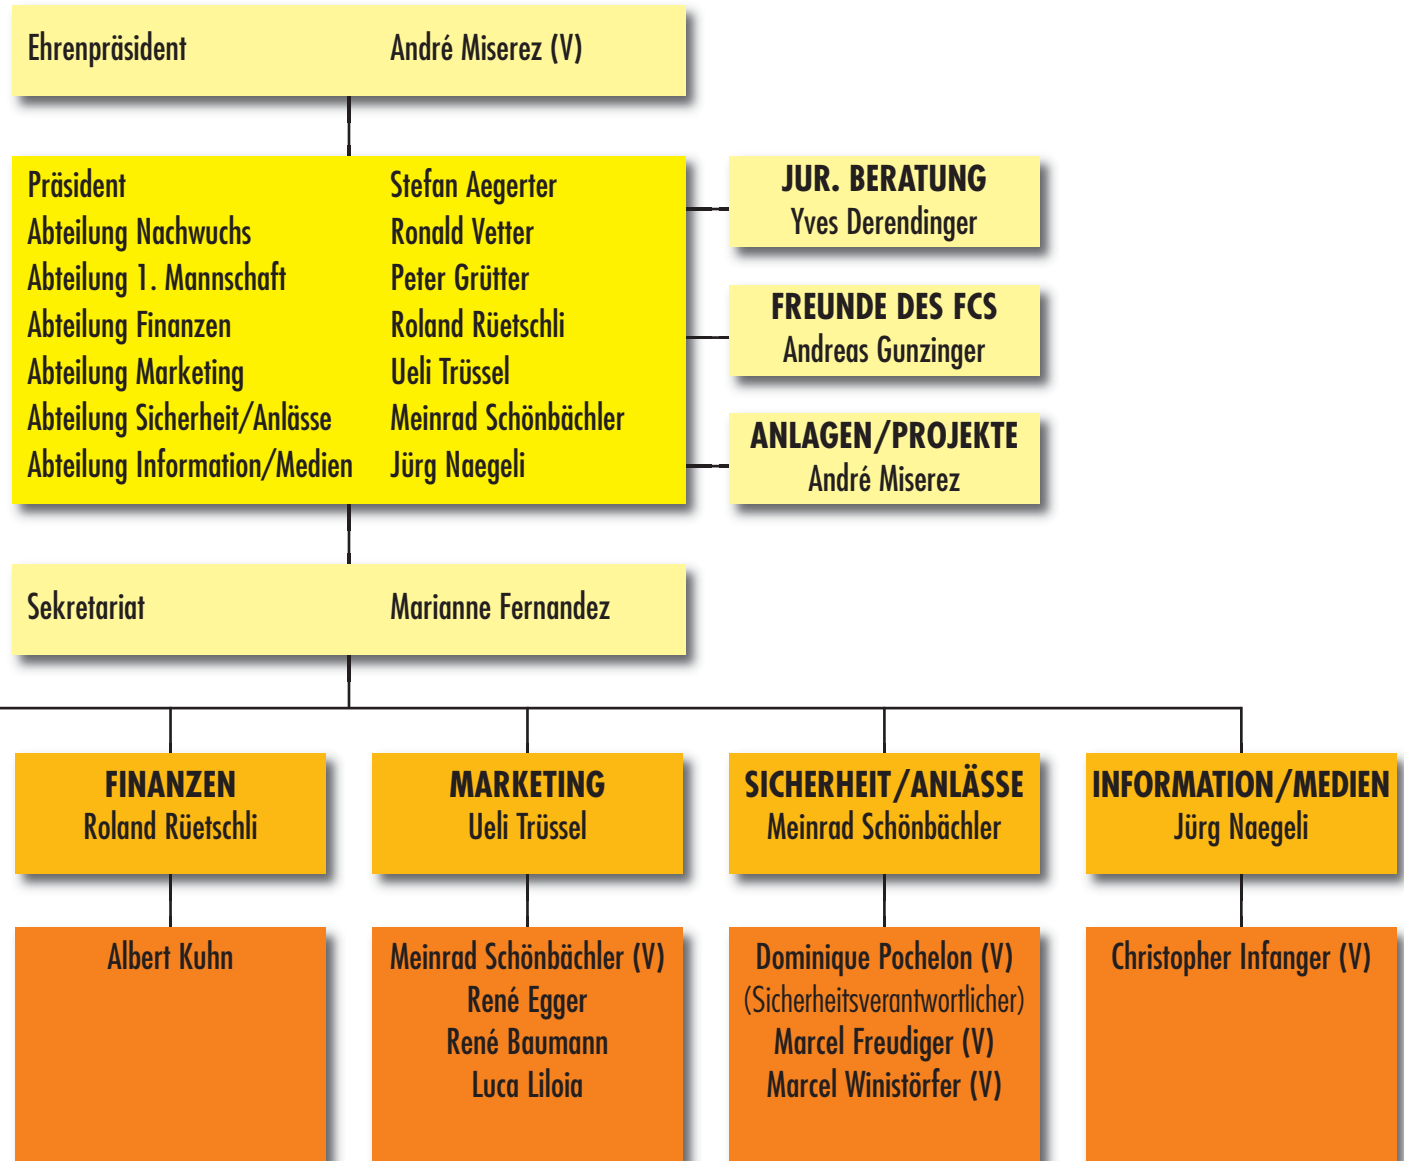 Ehrenpräsident André Miserez (V)
Präsident Stefan Aegerter
Abteilung Nachwuchs Ronald Vetter
Abteilung 1. Mannschaft Peter Grütter
Abteilung Finanzen Roland Rüetschli
Abteilung Marketing Ueli Trüssel
Abteilung Sicherheit/Anlässe Meinrad Schönbächler
Abteilung Information/Medien Jürg Naegeli
JUR. BERATUNG
Yves Derendinger
FREUNDE DES FCS
Andreas Gunzinger
ANLAGEN/PROJEKTE
André Miserez
Sekretariat Marianne Fernandez
FINANZEN
Roland Rüetschli
Albert Kuhn
MARKETING
Ueli Trüssel
Meinrad Schönbächler (V)
René Egger
René Baumann
Luca Liloia
SICHERHEIT/ANLÄSSE
Meinrad Schönbächler
Dominique Pochelon (V)
(Sicherheitsverantwortlicher)
Marcel Freudiger (V)
Marcel Winistörfer (V)
INFORMATION/MEDIEN
Jürg Naegeli
Christopher Infanger (V)